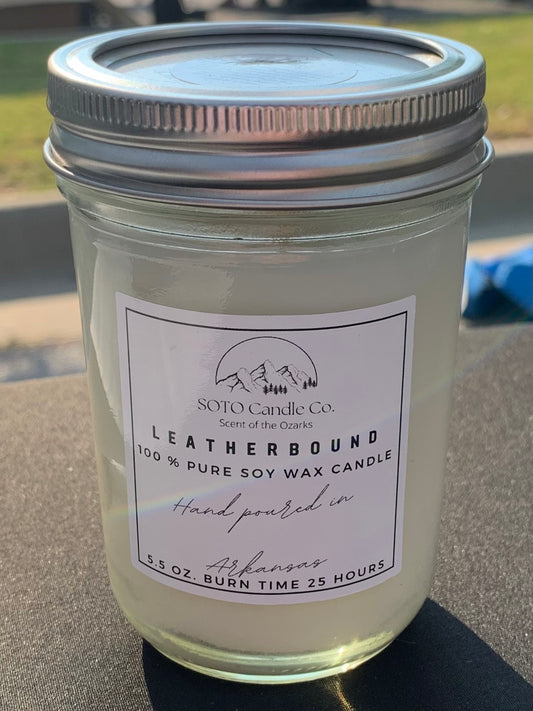 SOTO Candle Co.
Scent of the Ozarks
LEATHERBOUND
100 % PURE SOY WAX CANDLE
Hand poured in
Arkansas
5.5 OZ. BURN TIME 25 HOURS